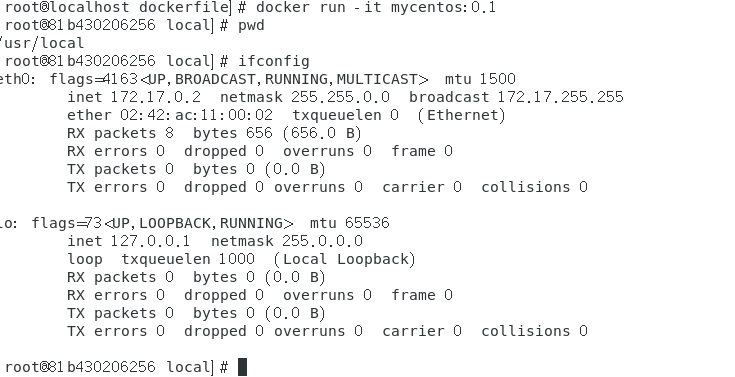 root@localhost dockerfile]# docker run -it mycentos:0.1
root@81b430206256 local]# pwd
/usr/local
root@81b430206256 local]# ifconfig
eth0: flags=4163<UP,BROADCAST,RUNNING,MULTICAST>  mtu 1500
inet 172.17.0.2  netmask 255.255.0.0  broadcast 172.17.255.255
ether 02:42:ac:11:00:02  txqueuelen 0  (Ethernet)
RX packets 8  bytes 656 (656.0 B)
RX errors 0  dropped 0  overruns 0  frame 0
TX packets 0  bytes 0 (0.0 B)
TX errors 0  dropped 0 overruns 0  carrier 0  collisions 0
lo: flags=73<UP,LOOPBACK,RUNNING>  mtu 65536
inet 127.0.0.1  netmask 255.0.0.0
loop  txqueuelen 1000  (Local Loopback)
RX packets 0  bytes 0 (0.0 B)
RX errors 0  dropped 0  overruns 0  frame 0
TX packets 0  bytes 0 (0.0 B)
TX errors 0  dropped 0 overruns 0  carrier 0  collisions 0
root@81b430206256 local]#